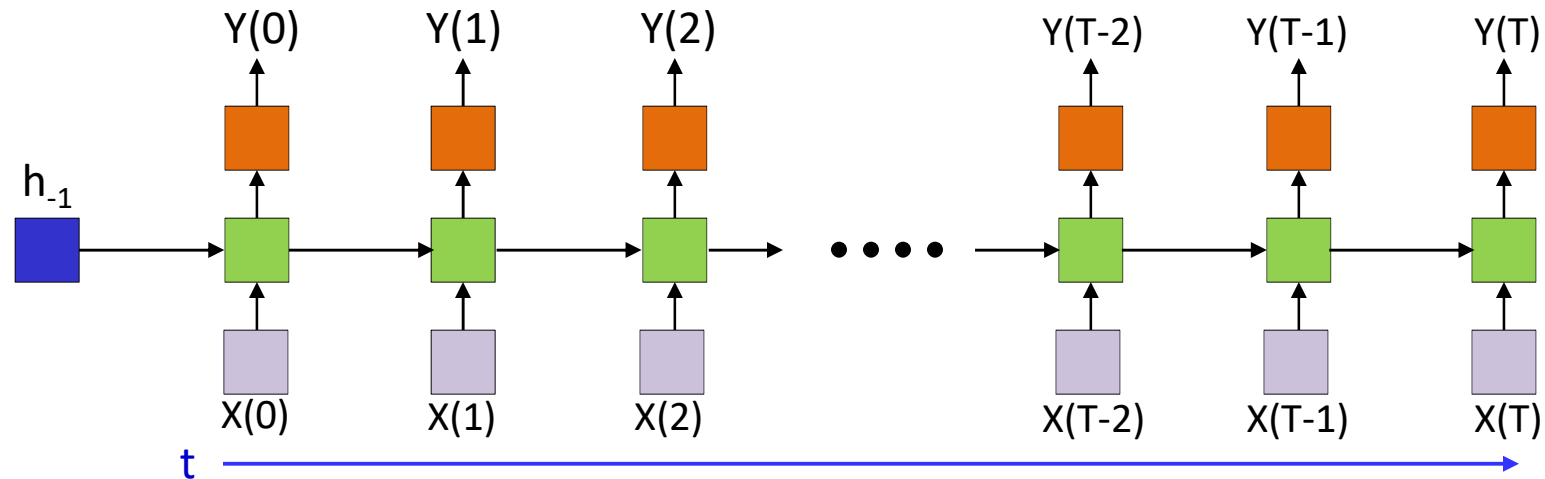 Y(0) Y(1) Y(2) Y(T-2) Y(T-1) Y(T)
h-1
X(0) X(1) X(2) X(T-2) X(T-1) X(T)
t